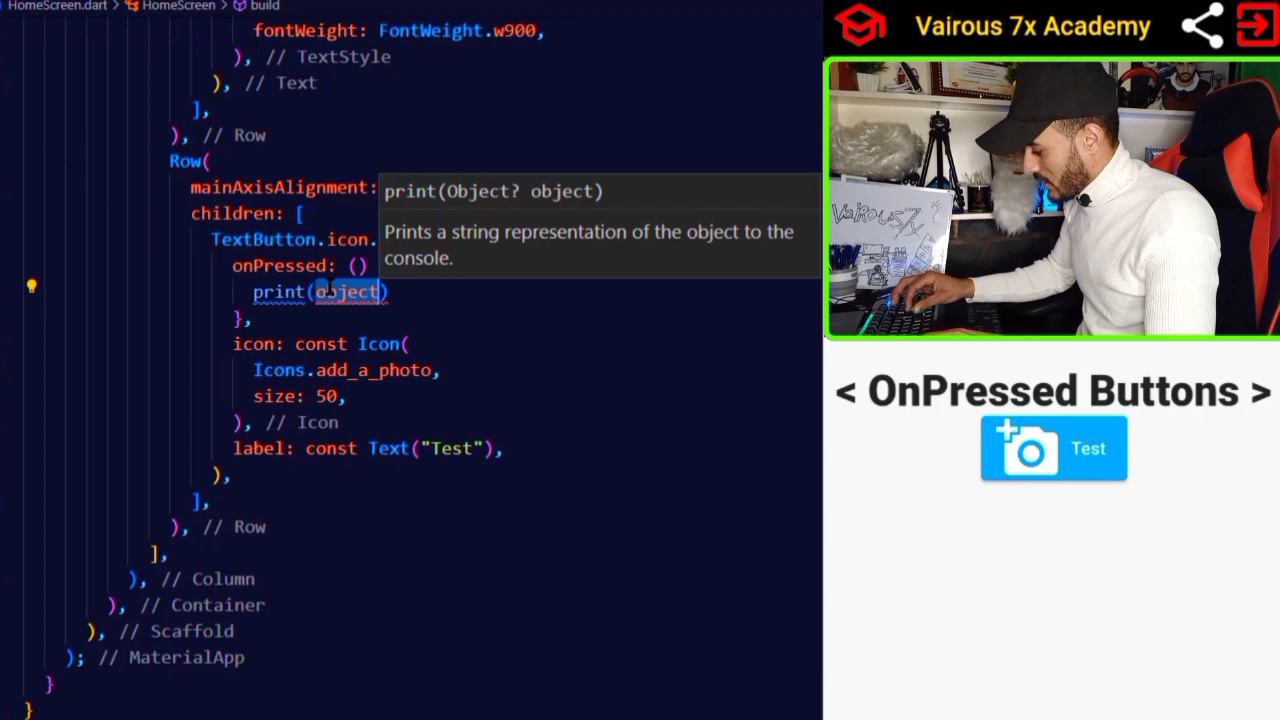 HomeScreen.dart > HomeScreen > build
fontWeight: FontWeight.w900,
), // TextStyle
), // Text
],
), // Row
Row(
mainAxisAlignment:
children: [
TextButton.icon.
onPressed: ()
print(object)
},
icon: const Icon(
Icons.add_a_photo,
size: 50,
), // Icon
label: const Text("Test"),
),
],
), // Row
],
), // Column
), // Container
), // Scaffold
); // MaterialApp
}
}
print(Object? object)
Prints a string representation of the object to the
console.
Vairous 7x Academy
VAIROUS7X
< OnPressed Buttons >
Test